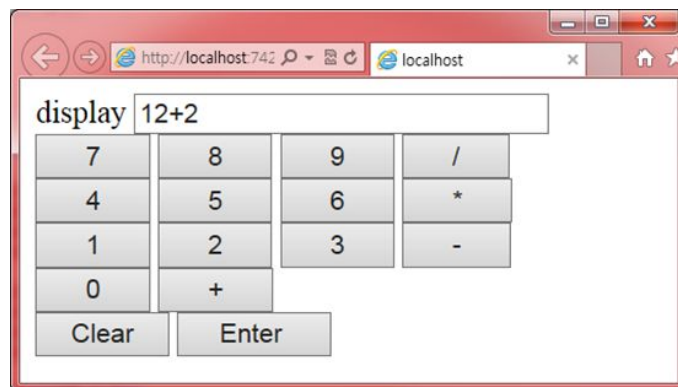 http://localhost:742 localhost
display 12+2
7 8 9 /
4 5 6 *
1 2 3 -
0 +
Clear Enter